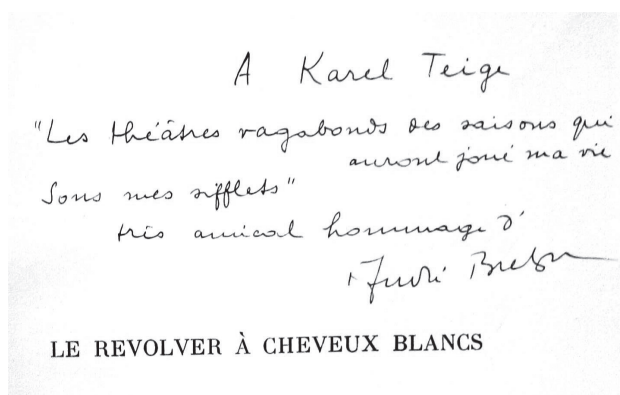 A Karel Teige
"Les théâtres vagabonds des saisons qui
auront joué ma vie
Sous mes sifflets"
très amical hommage d'
André Breton
LE REVOLVER À CHEVEUX BLANCS